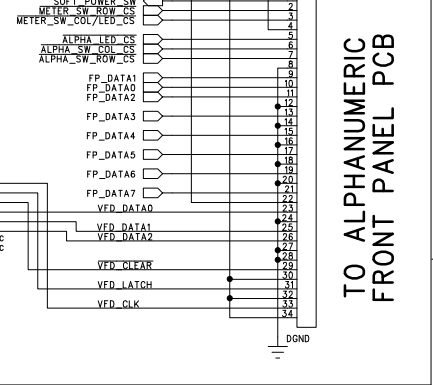 SOFT_POWER_SW
METER_SW_ROW_CS
METER_SW_COL/LED_CS
ALPHA_LED_CS
ALPHA_SW_COL_CS
ALPHA_SW_ROW_CS
FP_DATA1
FP_DATA0
FP_DATA2
FP_DATA3
FP_DATA4
FP_DATA5
FP_DATA6
FP_DATA7
VFD_DATA0
VFD_DATA1
VFD_DATA2
VFD_CLEAR
VFD_LATCH
VFD_CLK
C
C
2
3
4
5
6
7
8
9
10
11
12
13
14
15
16
17
18
19
20
21
22
23
24
25
26
27
28
29
30
31
32
33
34
DGND
TO ALPHANUMERIC
FRONT PANEL PCB